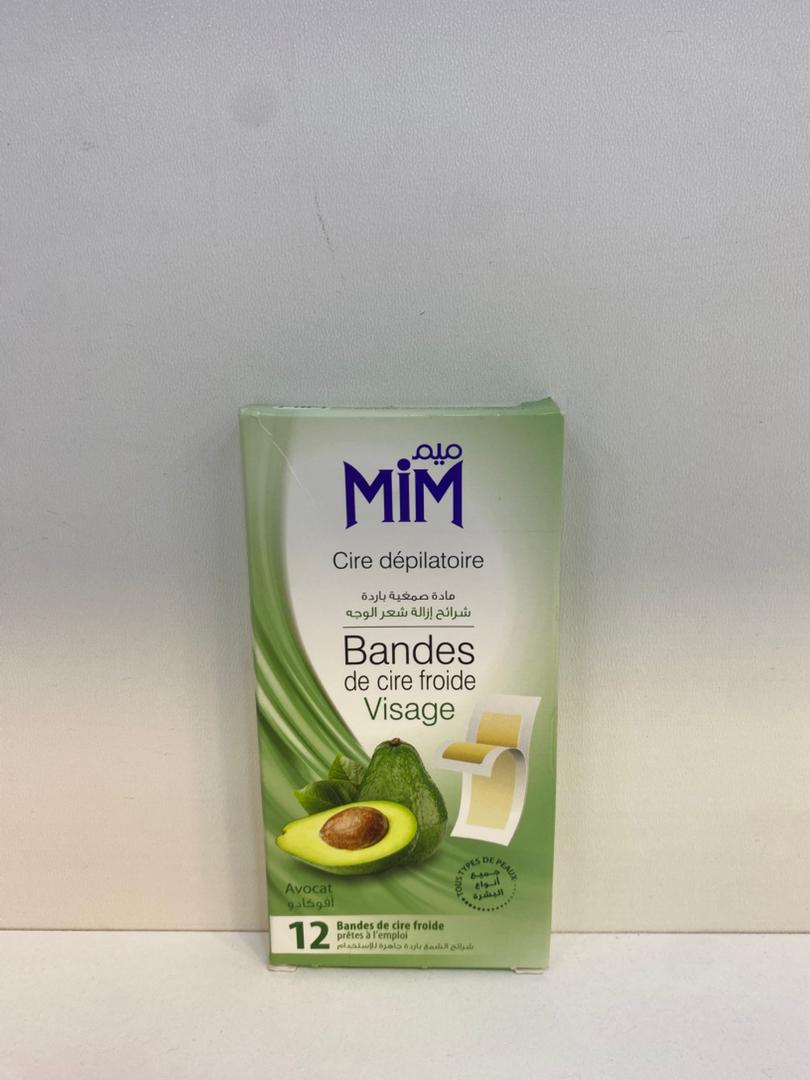 ميم
MiM
Cire dépilatoire
مادة صمغية باردة
شرائح إزالة شعر الوجه
Bandes
de cire froide
Visage
TOUS TYPES DE PEAUX
جميع
أنواع
البشرة
Avocat
أفوكادو
12 Bandes de cire froide
prêtes à l'emploi
شرائح الشمع باردة جاهزة للإستخدام